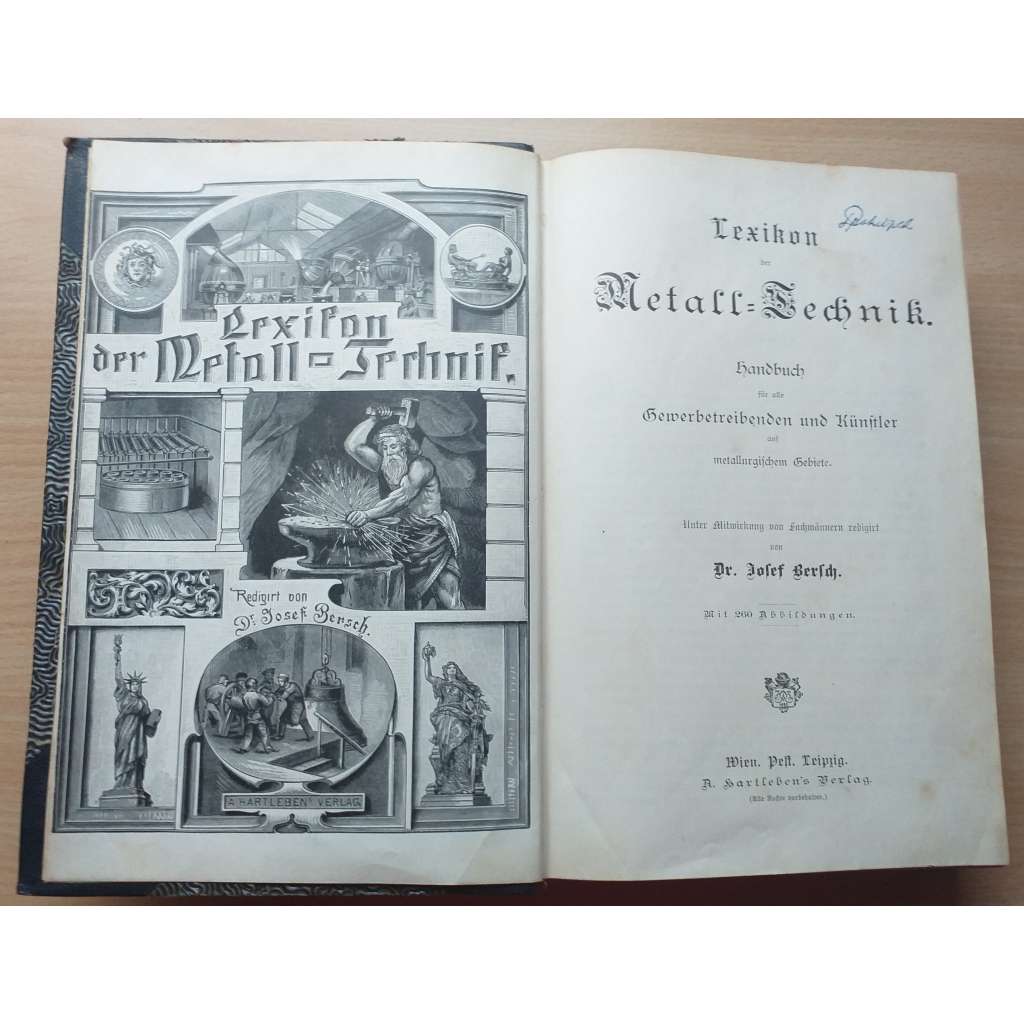 Lexikon
der Metall-Technik.
Redigirt von
Dr. Josef Bersch.
A. HARTLEBEN'S VERLAG
Lexikon
der
Metall-Technik.
Handbuch
für alle
Gewerbetreibenden und Künstler
auf
metallurgischem Gebiete.
Unter Mitwirkung von Fachmännern redigirt
von
Dr. Josef Bersch.
Mit 260 Abbildungen.
Wien. Pest. Leipzig.
A. Hartleben's Verlag.
(Alle Rechte vorbehalten.)